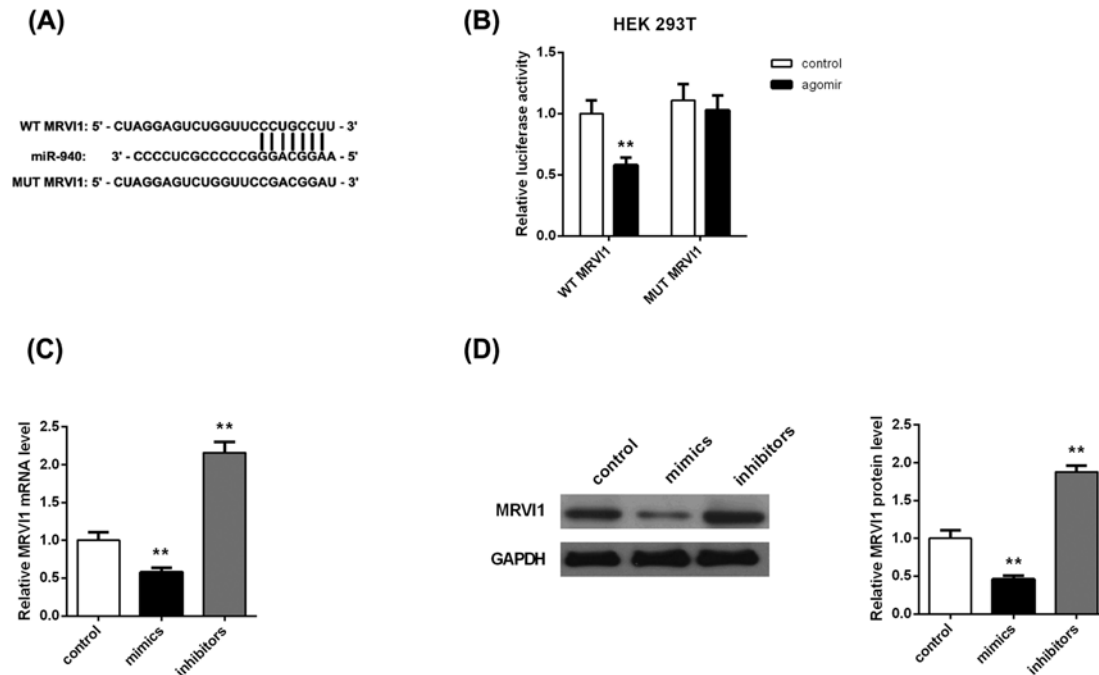 (A)
WT MRVI1: 5' - CUAGGAGUCUGGUUCCCUGCCUU - 3'
miR-940: 3' - CCCCUCGCCCCCGGGACGGAA - 5'
MUT MRVI1: 5' - CUAGGAGUCUGGUUCCGACGGAU - 3'
(B)
HEK 293T
Relative luciferase activity
1.5
1.0
0.5
0.0
**
WT MRVI1
MUT MRVI1
control
agomir
(C)
Relative MRVI1 mRNA level
2.5
2.0
1.5
1.0
0.5
0.0
**
**
control
mimics
inhibitors
(D)
control
mimics
inhibitors
MRVI1
GAPDH
Relative MRVI1 protein level
2.5
2.0
1.5
1.0
0.5
0.0
**
**
control
mimics
inhibitors